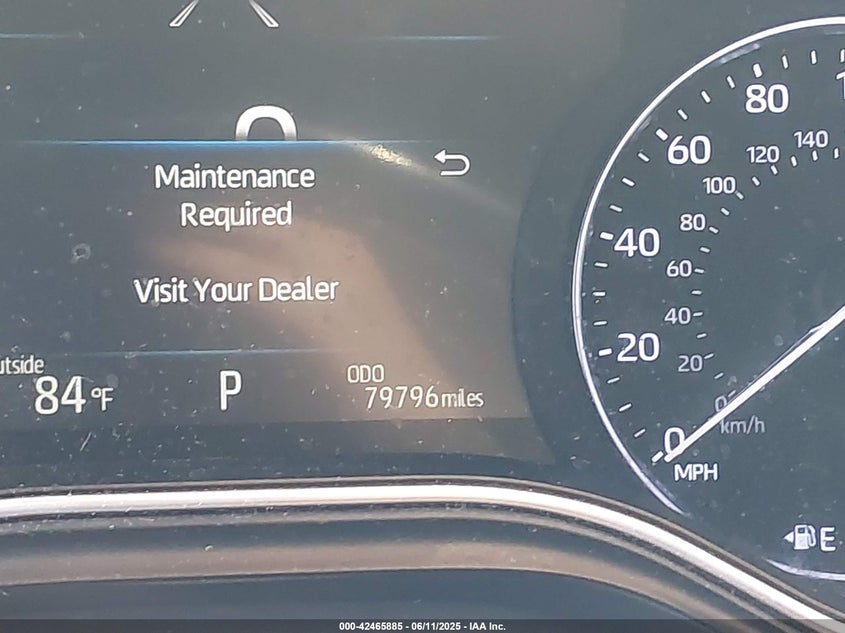 Maintenance
Required
Visit Your Dealer
utside
84°F
P
ODO
79796 miles
80
60
40
20
0
MPH
140
120
100
80
60
40
20
0
km/h
E
000-42465885 - 06/11/2025 - IAA Inc.